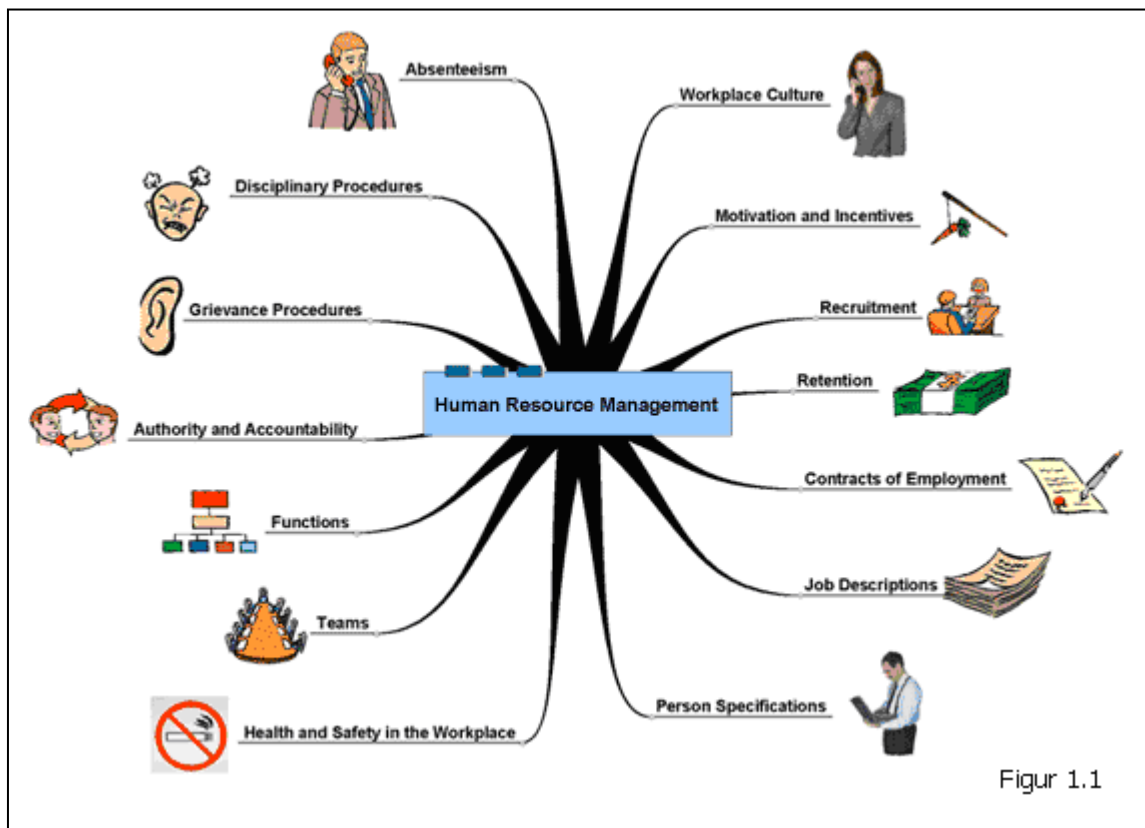 Absenteeism
Workplace Culture
Disciplinary Procedures
Motivation and Incentives
Grievance Procedures
Recruitment
Retention
Human Resource Management
Authority and Accountability
Contracts of Employment
Functions
Job Descriptions
Teams
Person Specifications
Health and Safety in the Workplace
Figur 1.1